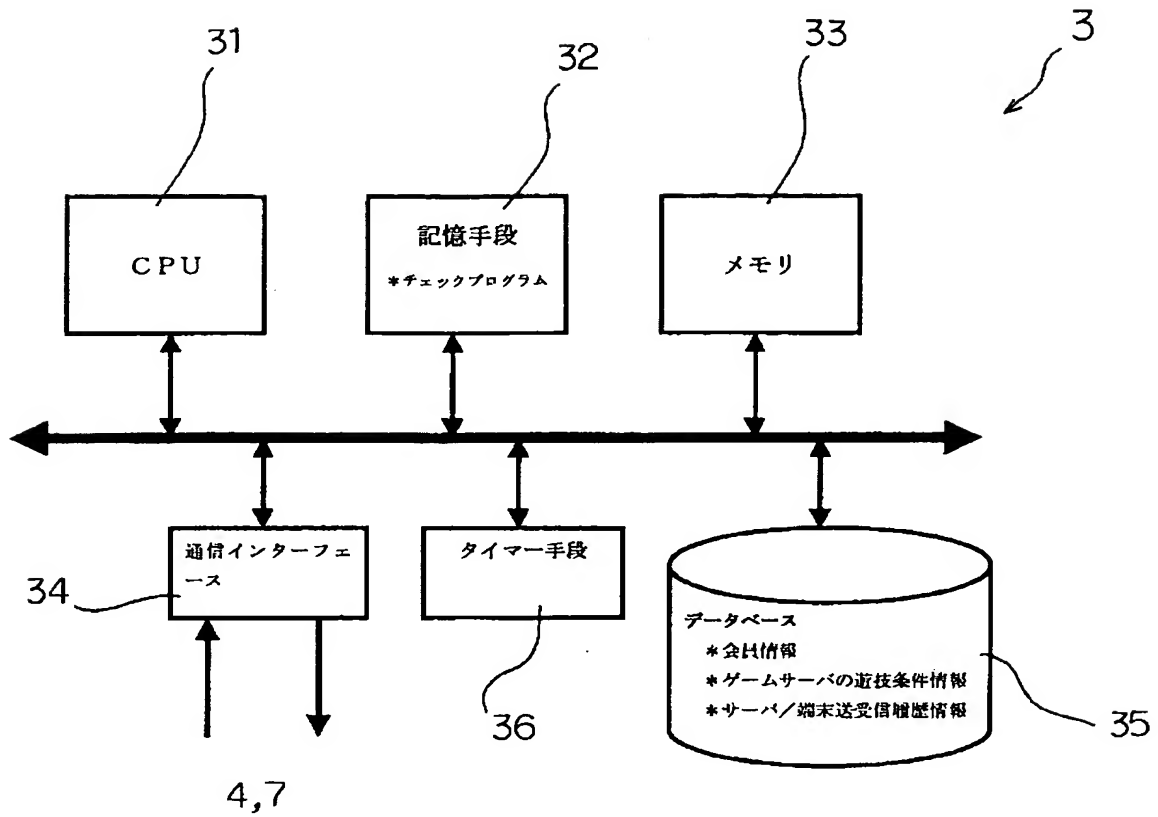 31
32
33
3
CPU
記憶手段
*チェックプログラム
メモリ
通信インターフェ
ース
34
タイマー手段
36
データベース
*会員情報
*ゲームサーバの遊技条件情報
*サーバ/端末送受信履歴情報
35
4,7